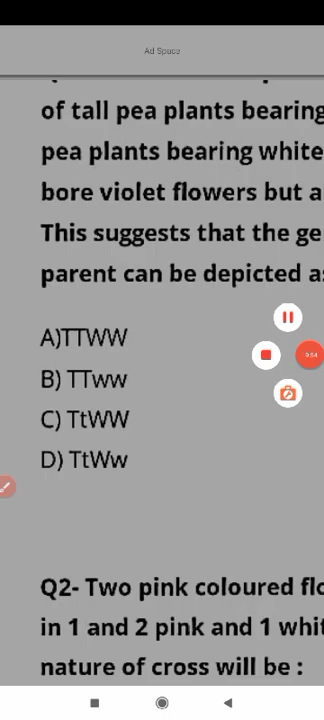 Ad Space
of tall pea plants bearing
pea plants bearing white
bore violet flowers but a
This suggests that the ge
parent can be depicted a
A)TTWW
B) TTww
C) TtWW
D) TtWw
9:54
Q2- Two pink coloured flo
in 1 and 2 pink and 1 whit
nature of cross will be :